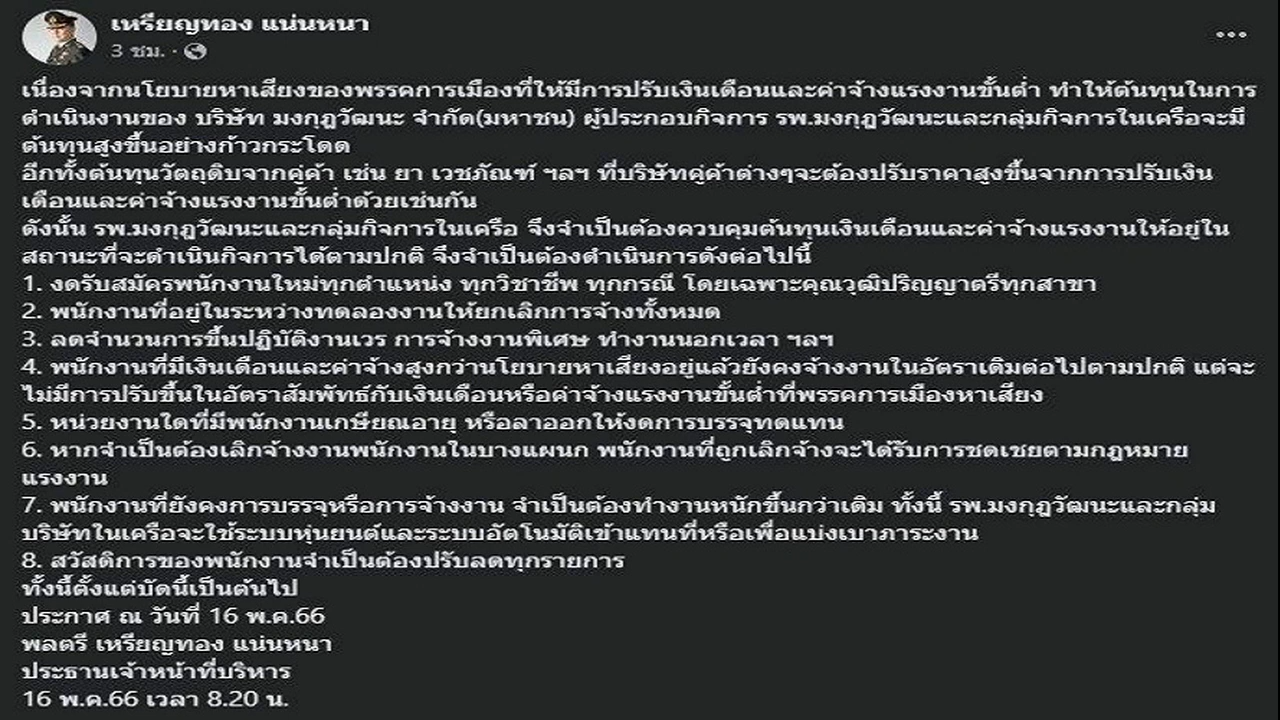 เหรียญทอง แน่นหนา
3 ชม. ·
เนื่องจากนโยบายหาเสียงของพรรคการเมืองที่ให้มีการปรับเงินเดือนและค่าจ้างแรงงานขั้นต่ำ ทำให้ต้นทุนในการ
ดำเนินงานของ บริษัท มงกุฎวัฒนะ จำกัด(มหาชน) ผู้ประกอบกิจการ รพ.มงกุฎวัฒนะและกลุ่มกิจการในเครือจะมี
ต้นทุนสูงขึ้นอย่างก้าวกระโดด
อีกทั้งต้นทุนวัตถุดิบจากคู่ค้า เช่น ยา เวชภัณฑ์ ฯลฯ ที่บริษัทคู่ค้าต่างๆจะต้องปรับราคาสูงขึ้นจากการปรับเงิน
เดือนและค่าจ้างแรงงานขั้นต่ำด้วยเช่นกัน
ดังนั้น รพ.มงกุฎวัฒนะและกลุ่มกิจการในเครือ จึงจำเป็นต้องควบคุมต้นทุนเงินเดือนและค่าจ้างแรงงานให้อยู่ใน
สถานะที่จะดำเนินกิจการได้ตามปกติ จึงจำเป็นต้องดำเนินการดังต่อไปนี้
1. งดรับสมัครพนักงานใหม่ทุกตำแหน่ง ทุกวิชาชีพ ทุกกรณี โดยเฉพาะคุณวุฒิปริญญาตรีทุกสาขา
2. พนักงานที่อยู่ในระหว่างทดลองงานให้ยกเลิกการจ้างทั้งหมด
3. ลดจำนวนการขึ้นปฏิบัติงานเวร การจ้างงานพิเศษ ทำงานนอกเวลา ฯลฯ
4. พนักงานที่มีเงินเดือนและค่าจ้างสูงกว่านโยบายหาเสียงอยู่แล้วยังคงจ้างงานในอัตราเดิมต่อไปตามปกติ แต่จะ
ไม่มีการปรับขึ้นในอัตราสัมพัทธ์กับเงินเดือนหรือค่าจ้างแรงงานขั้นต่ำที่พรรคการเมืองหาเสียง
5. หน่วยงานใดที่มีพนักงานเกษียณอายุ หรือลาออกให้งดการบรรจุทดแทน
6. หากจำเป็นต้องเลิกจ้างงานพนักงานในบางแผนก พนักงานที่ถูกเลิกจ้างจะได้รับการชดเชยตามกฎหมาย
แรงงาน
7. พนักงานที่ยังคงการบรรจุหรือการจ้างงาน จำเป็นต้องทำงานหนักขึ้นกว่าเดิม ทั้งนี้ รพ.มงกุฎวัฒนะและกลุ่ม
บริษัทในเครือจะใช้ระบบหุ่นยนต์และระบบอัตโนมัติเข้าแทนที่หรือเพื่อแบ่งเบาภาระงาน
8. สวัสดิการของพนักงานจำเป็นต้องปรับลดทุกรายการ
ทั้งนี้ตั้งแต่บัดนี้เป็นต้นไป
ประกาศ ณ วันที่ 16 พ.ค.66
พลตรี เหรียญทอง แน่นหนา
ประธานเจ้าหน้าที่บริหาร
16 พ.ค.66 เวลา 8.20 น.